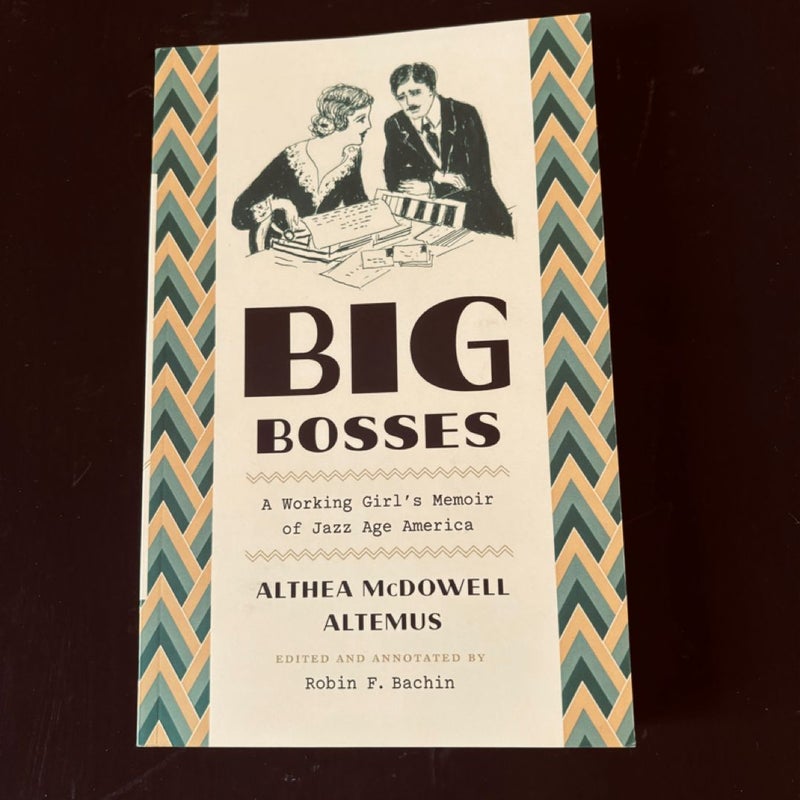 BIG
BOSSES
A Working Girl's Memoir
of Jazz Age America
ALTHEA McDOWELL
ALTEMUS
EDITED AND ANNOTATED BY
Robin F. Bachin